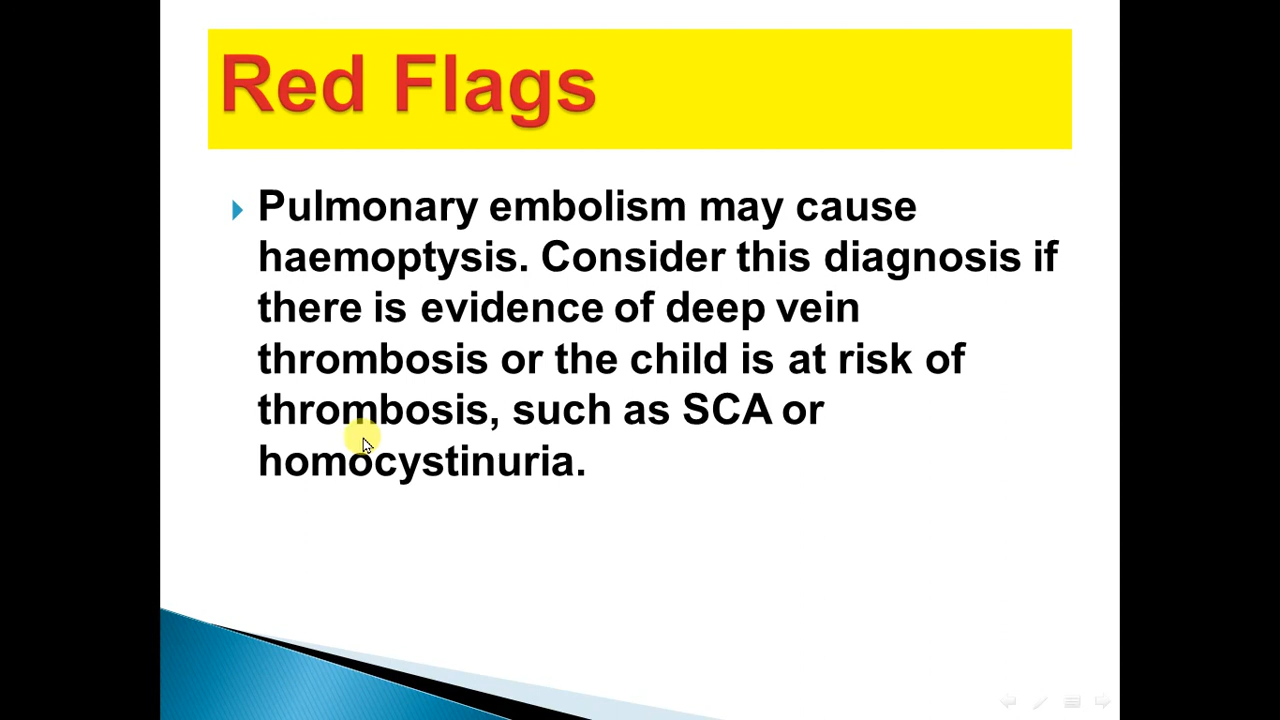 Red Flags
Pulmonary embolism may cause
haemoptysis. Consider this diagnosis if
there is evidence of deep vein
thrombosis or the child is at risk of
thrombosis, such as SCA or
homocystinuria.